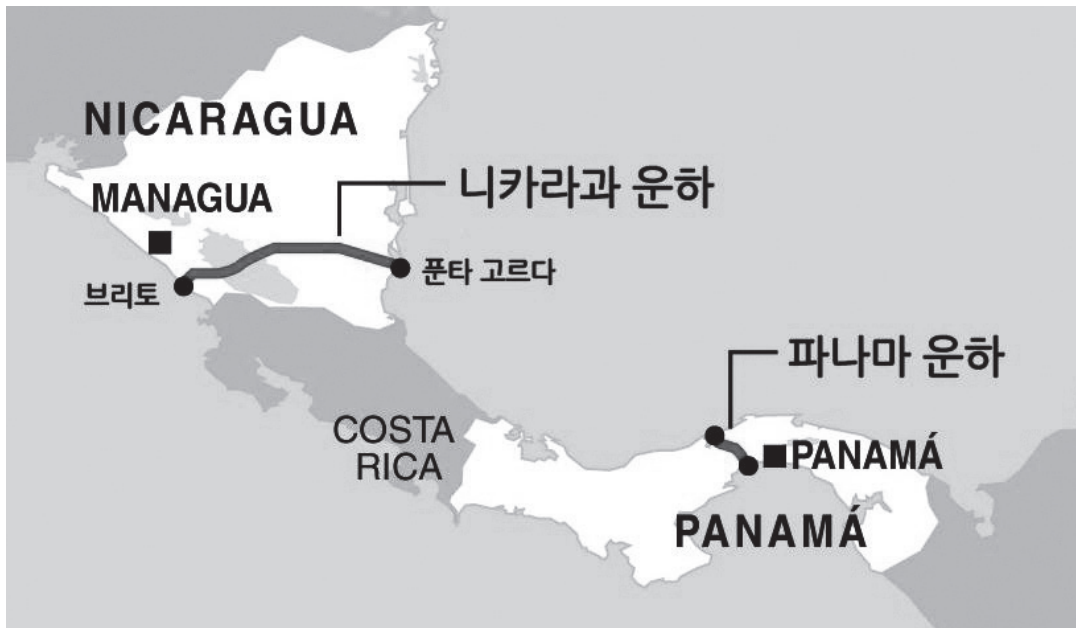 NICARAGUA
니카라과 운하
MANAGUA
브리토
푼타 고르다
파나마 운하
COSTA
RICA
PANAMÁ
PANAMÁ